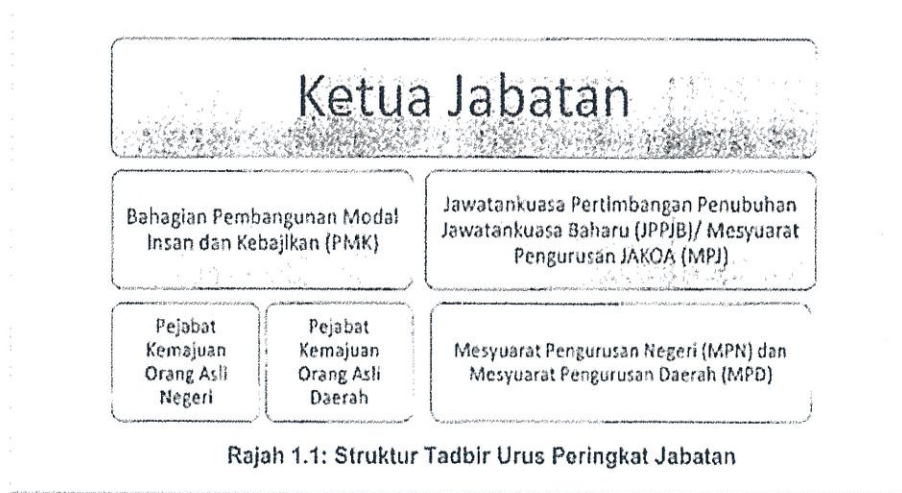 Ketua Jabatan
Bahagian Pembangunan Modal
Insan dan Kebajikan (PMK)
Jawatankuasa Pertimbangan Penubuhan
Jawatankuasa Baharu (JPPJB)/ Mesyuarat
Pengurusan JAKOA (MPJ)
Pejabat
Kemajuan
Orang Asli
Negeri
Pejabat
Kemajuan
Orang Asli
Daerah
Mesyuarat Pengurusan Negeri (MPN) dan
Mesyuarat Pengurusan Daerah (MPD)
Rajah 1.1: Struktur Tadbir Urus Peringkat Jabatan